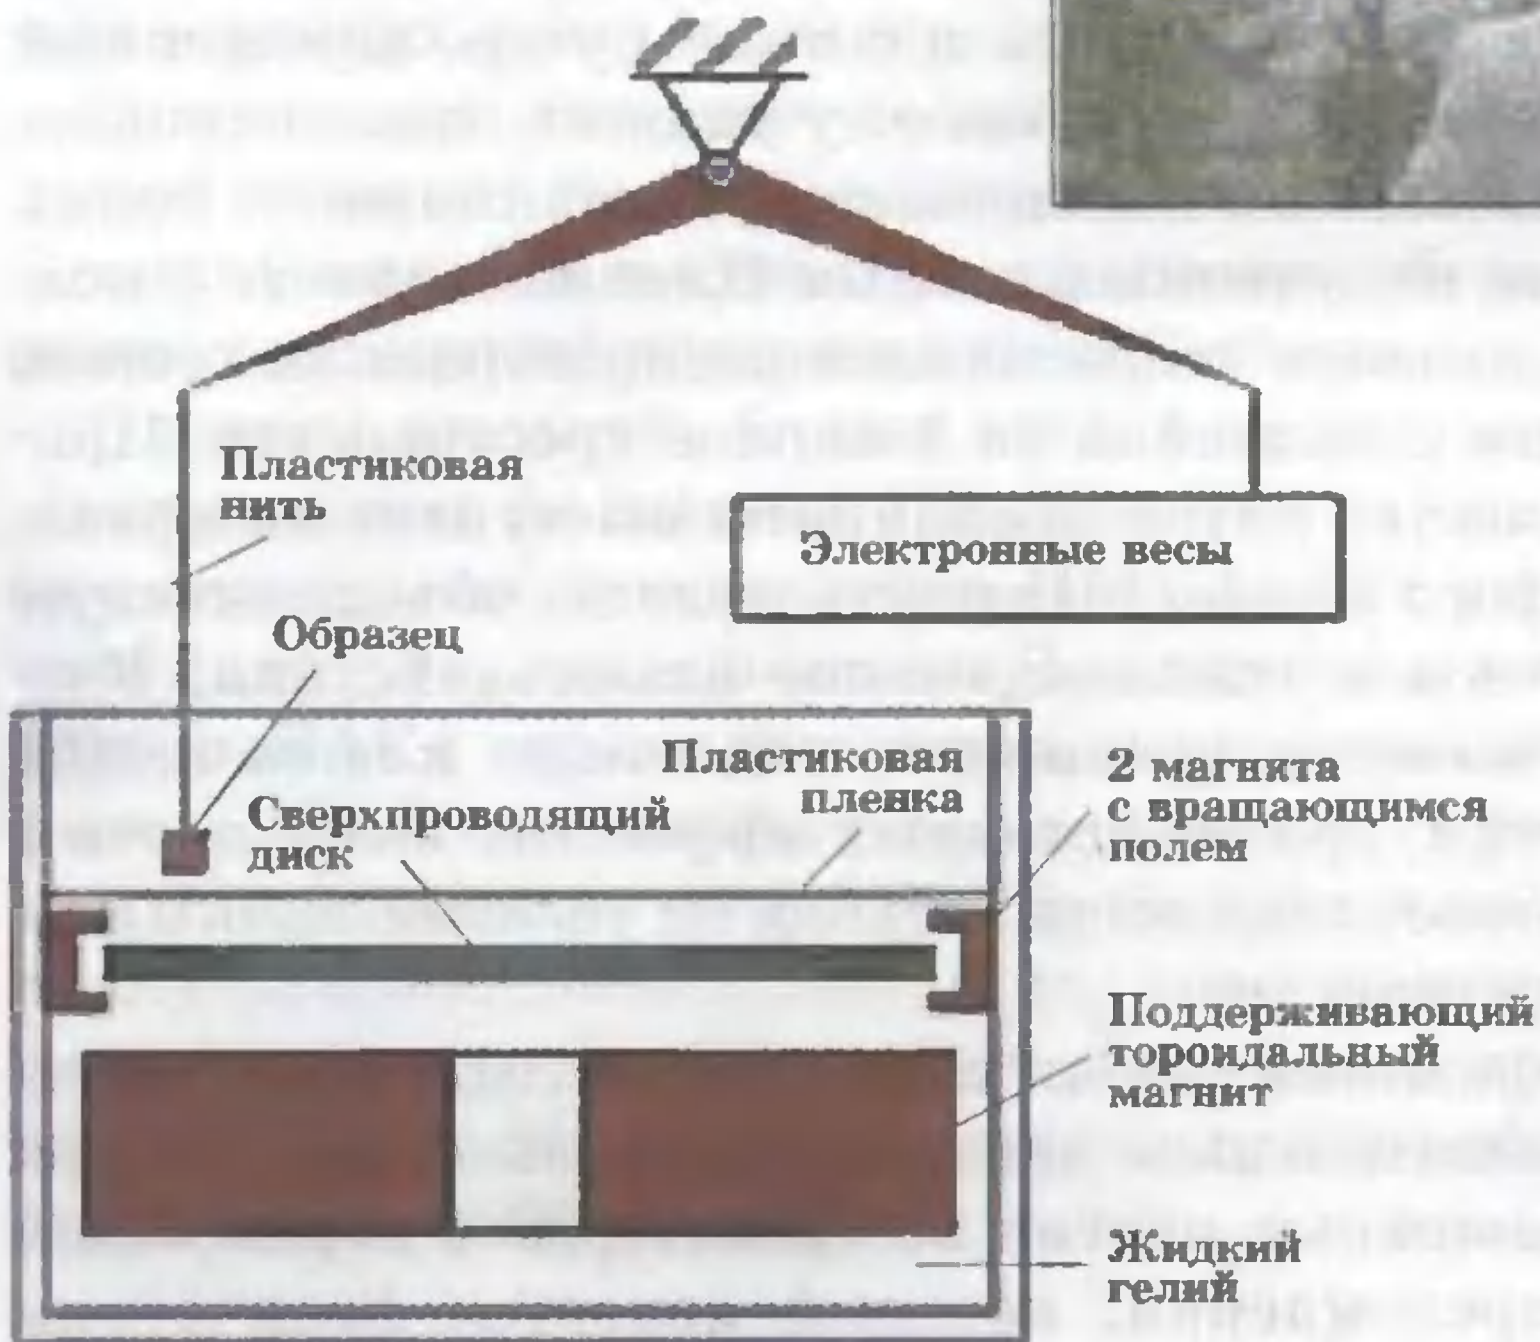 Пластиковая
нить
Электронные весы
Образец
Пластиковая
пленка
2 магнита
с вращающимся
полем
Сверхпроводящий
диск
Поддерживающий
тороидальный
магнит
Жидкий
гелий